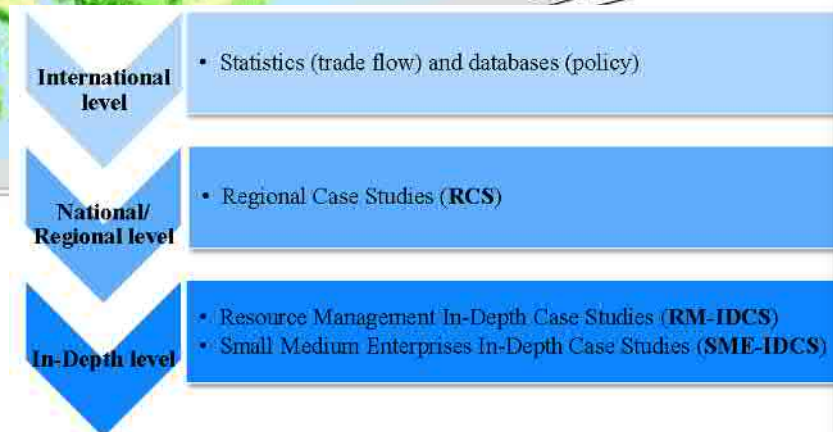 International
level
• Statistics (trade flow) and databases (policy)
National/
Regional level
• Regional Case Studies (RCS)
In-Depth level
• Resource Management In-Depth Case Studies (RM-IDCS)
• Small Medium Enterprises In-Depth Case Studies (SME-IDCS)